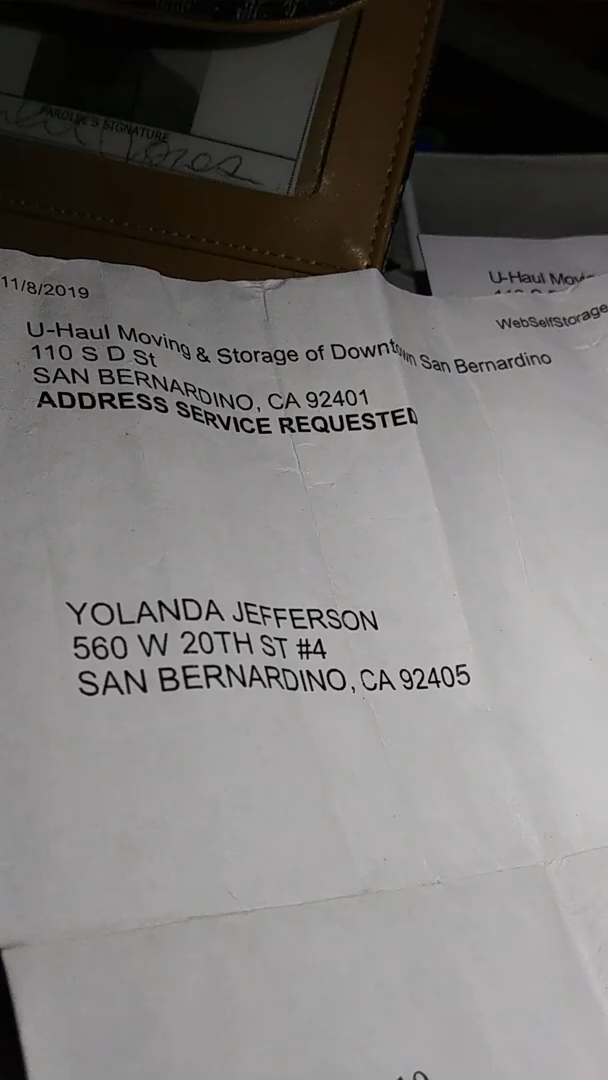 PAROLEE'S SIGNATURE
11/8/2019
WebSelfStorage
U-Haul Moving & Storage of Downtown San Bernardino
110 S D St
SAN BERNARDINO, CA 92401
ADDRESS SERVICE REQUESTED
YOLANDA JEFFERSON
560 W 20TH ST #4
SAN BERNARDINO, CA 92405
U-Haul